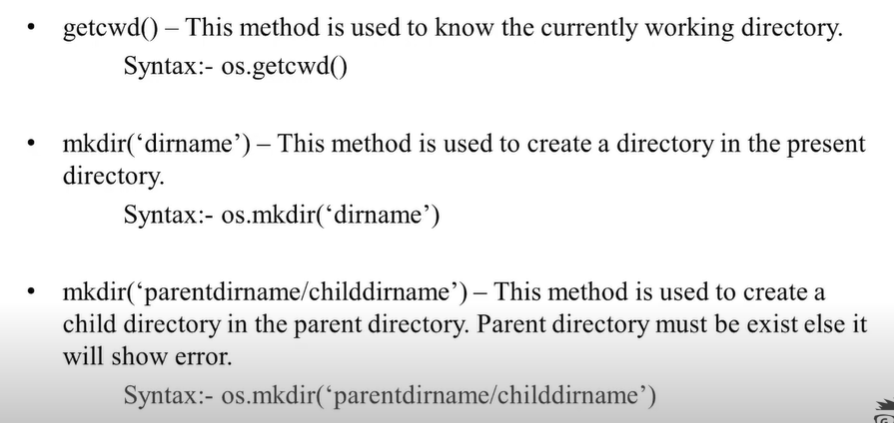 • getcwd() – This method is used to know the currently working directory.
Syntax:- os.getcwd()
• mkdir(‘dirname’) – This method is used to create a directory in the present
directory.
Syntax:- os.mkdir(‘dirname’)
• mkdir(‘parentdirname/childdirname’) – This method is used to create a
child directory in the parent directory. Parent directory must be exist else it
will show error.
Syntax:- os.mkdir(‘parentdirname/childdirname’)